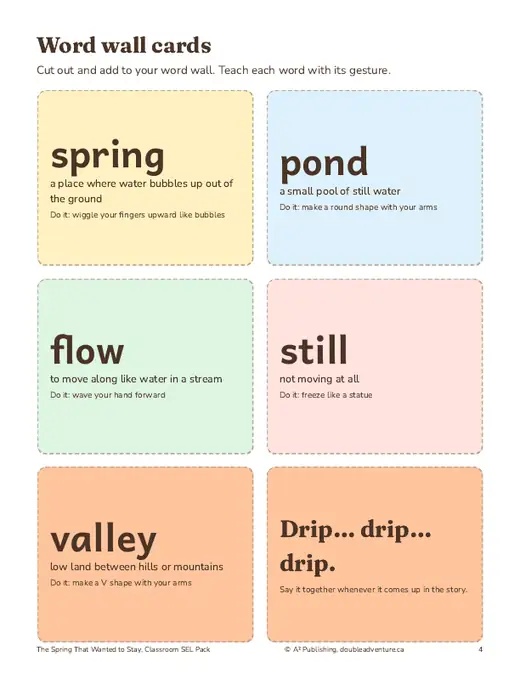 Word wall cards
Cut out and add to your word wall. Teach each word with its gesture.
spring
a place where water bubbles up out of
the ground
Do it: wiggle your fingers upward like bubbles
pond
a small pool of still water
Do it: make a round shape with your arms
flow
to move along like water in a stream
Do it: wave your hand forward
still
not moving at all
Do it: freeze like a statue
valley
low land between hills or mountains
Do it: make a V shape with your arms
Drip... drip...
drip.
Say it together whenever it comes up in the story.
The Spring That Wanted to Stay, Classroom SEL Pack
© A² Publishing, doubleadventure.ca
4